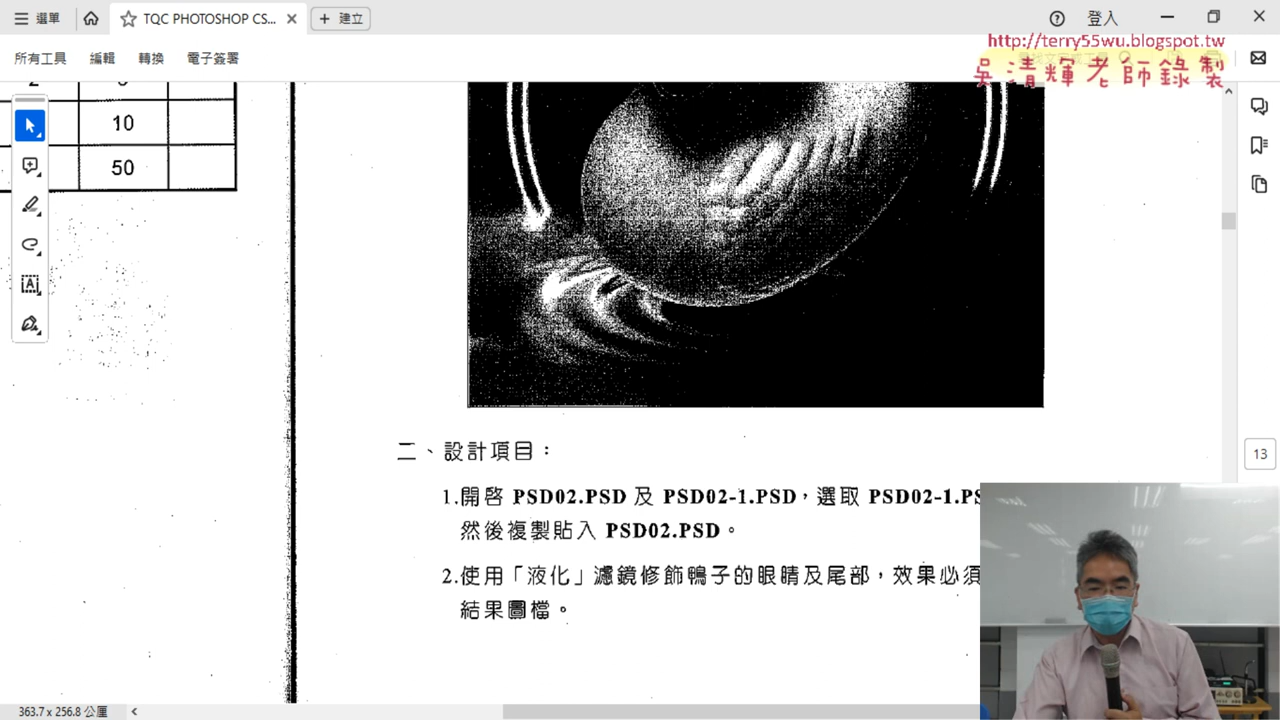 選單
TQC PHOTOSHOP CS...
建立
登入
http://terry55wu.blogspot.tw
吳清輝老師錄製
所有工具
編輯
轉換
電子簽署
10
50
二、設計項目：
1.開啓 PSD02.PSD 及 PSD02-1.PSD，選取 PSD02-1.PS
然後複製貼入 PSD02.PSD。
2.使用「液化」濾鏡修飾鴨子的眼睛及尾部，效果必須
結果圖檔。
13
363.7 x 256.8 公厘